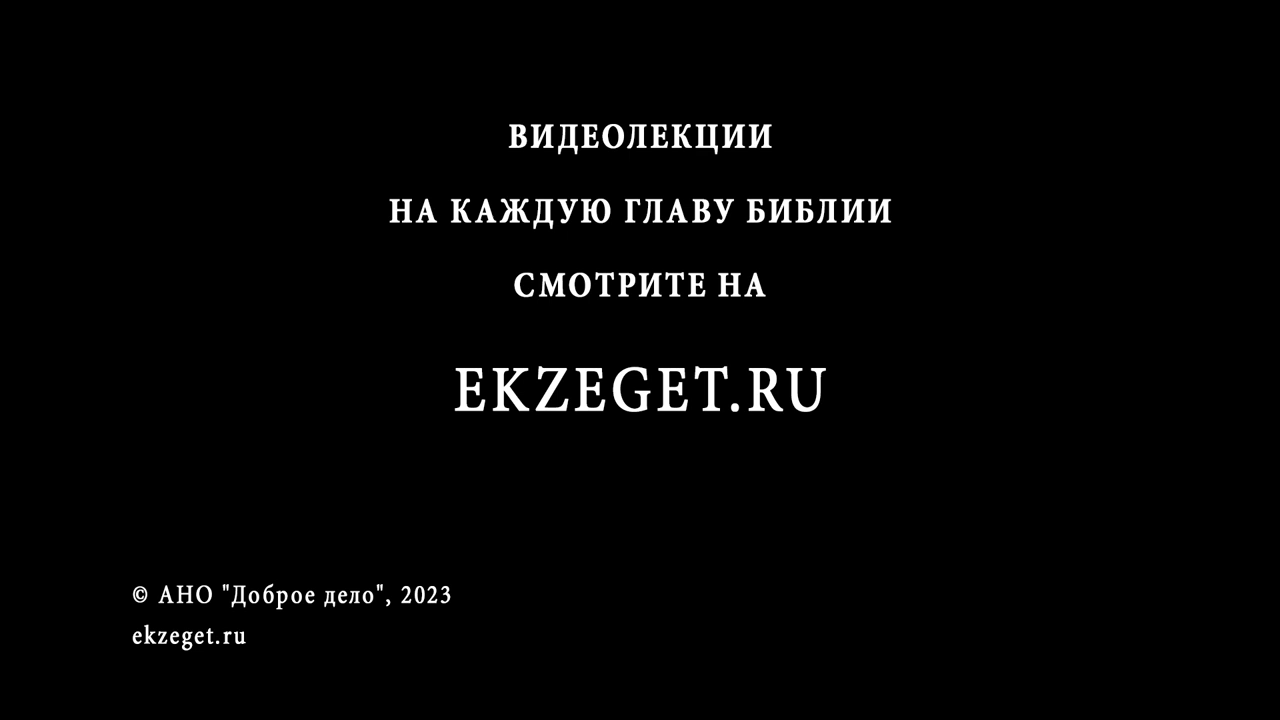 ВИДЕОЛЕКЦИИ
НА КАЖДУЮ ГЛАВУ БИБЛИИ
СМОТРИТЕ НА
EKZEGET.RU
© АНО "Доброе дело", 2023
ekzeget.ru